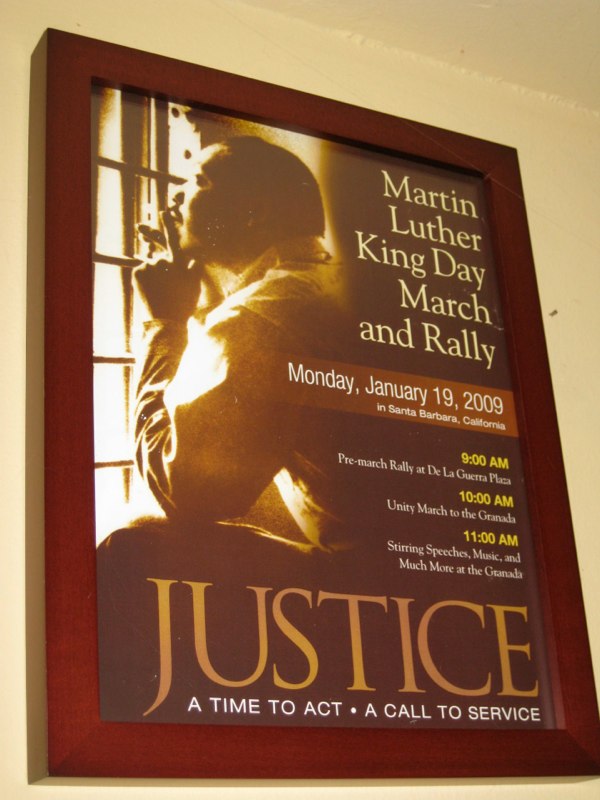 Martin
Luther
King Day
March
and Rally
Monday, January 19, 2009
in Santa Barbara, California
9:00 AM
Pre-march Rally at De La Guerra Plaza
10:00 AM
Unity March to the Granada
11:00 AM
Stirring Speeches, Music, and
Much More at the Granada
JUSTICE
A TIME TO ACT • A CALL TO SERVICE